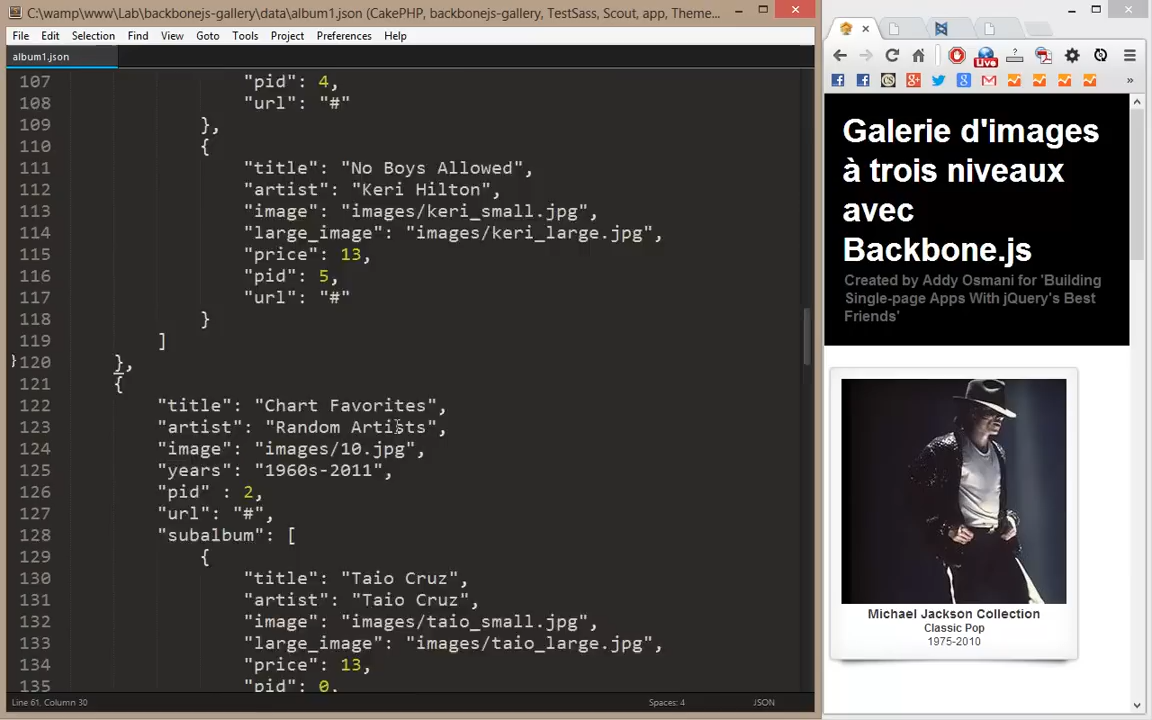 C:\wamp\www\Lab\backbonejs-gallery\data\album1.json (CakePHP, backbonejs-gallery, TestSass, Scout, app, Theme...
File Edit Selection Find View Goto Tools Project Preferences Help
album1.json
107 "pid": 4,
108 "url": "#"
109 },
110 {
111 "title": "No Boys Allowed",
112 "artist": "Keri Hilton",
113 "image": "images/keri_small.jpg",
114 "large_image": "images/keri_large.jpg",
115 "price": 13,
116 "pid": 5,
117 "url": "#"
118 }
119 ]
120 },
121 {
122 "title": "Chart Favorites",
123 "artist": "Random Artists",
124 "image": "images/10.jpg",
125 "years": "1960s-2011",
126 "pid" : 2,
127 "url": "#",
128 "subalbum": [
129 {
130 "title": "Taio Cruz",
131 "artist": "Taio Cruz",
132 "image": "images/taio_small.jpg",
133 "large_image": "images/taio_large.jpg",
134 "price": 13,
135 "pid": 0,
Line 61, Column 30 Spaces: 4 JSON
Live
Galerie d'images
à trois niveaux
avec
Backbone.js
Created by Addy Osmani for 'Building
Single-page Apps With jQuery's Best
Friends'
Michael Jackson Collection
Classic Pop
1975-2010